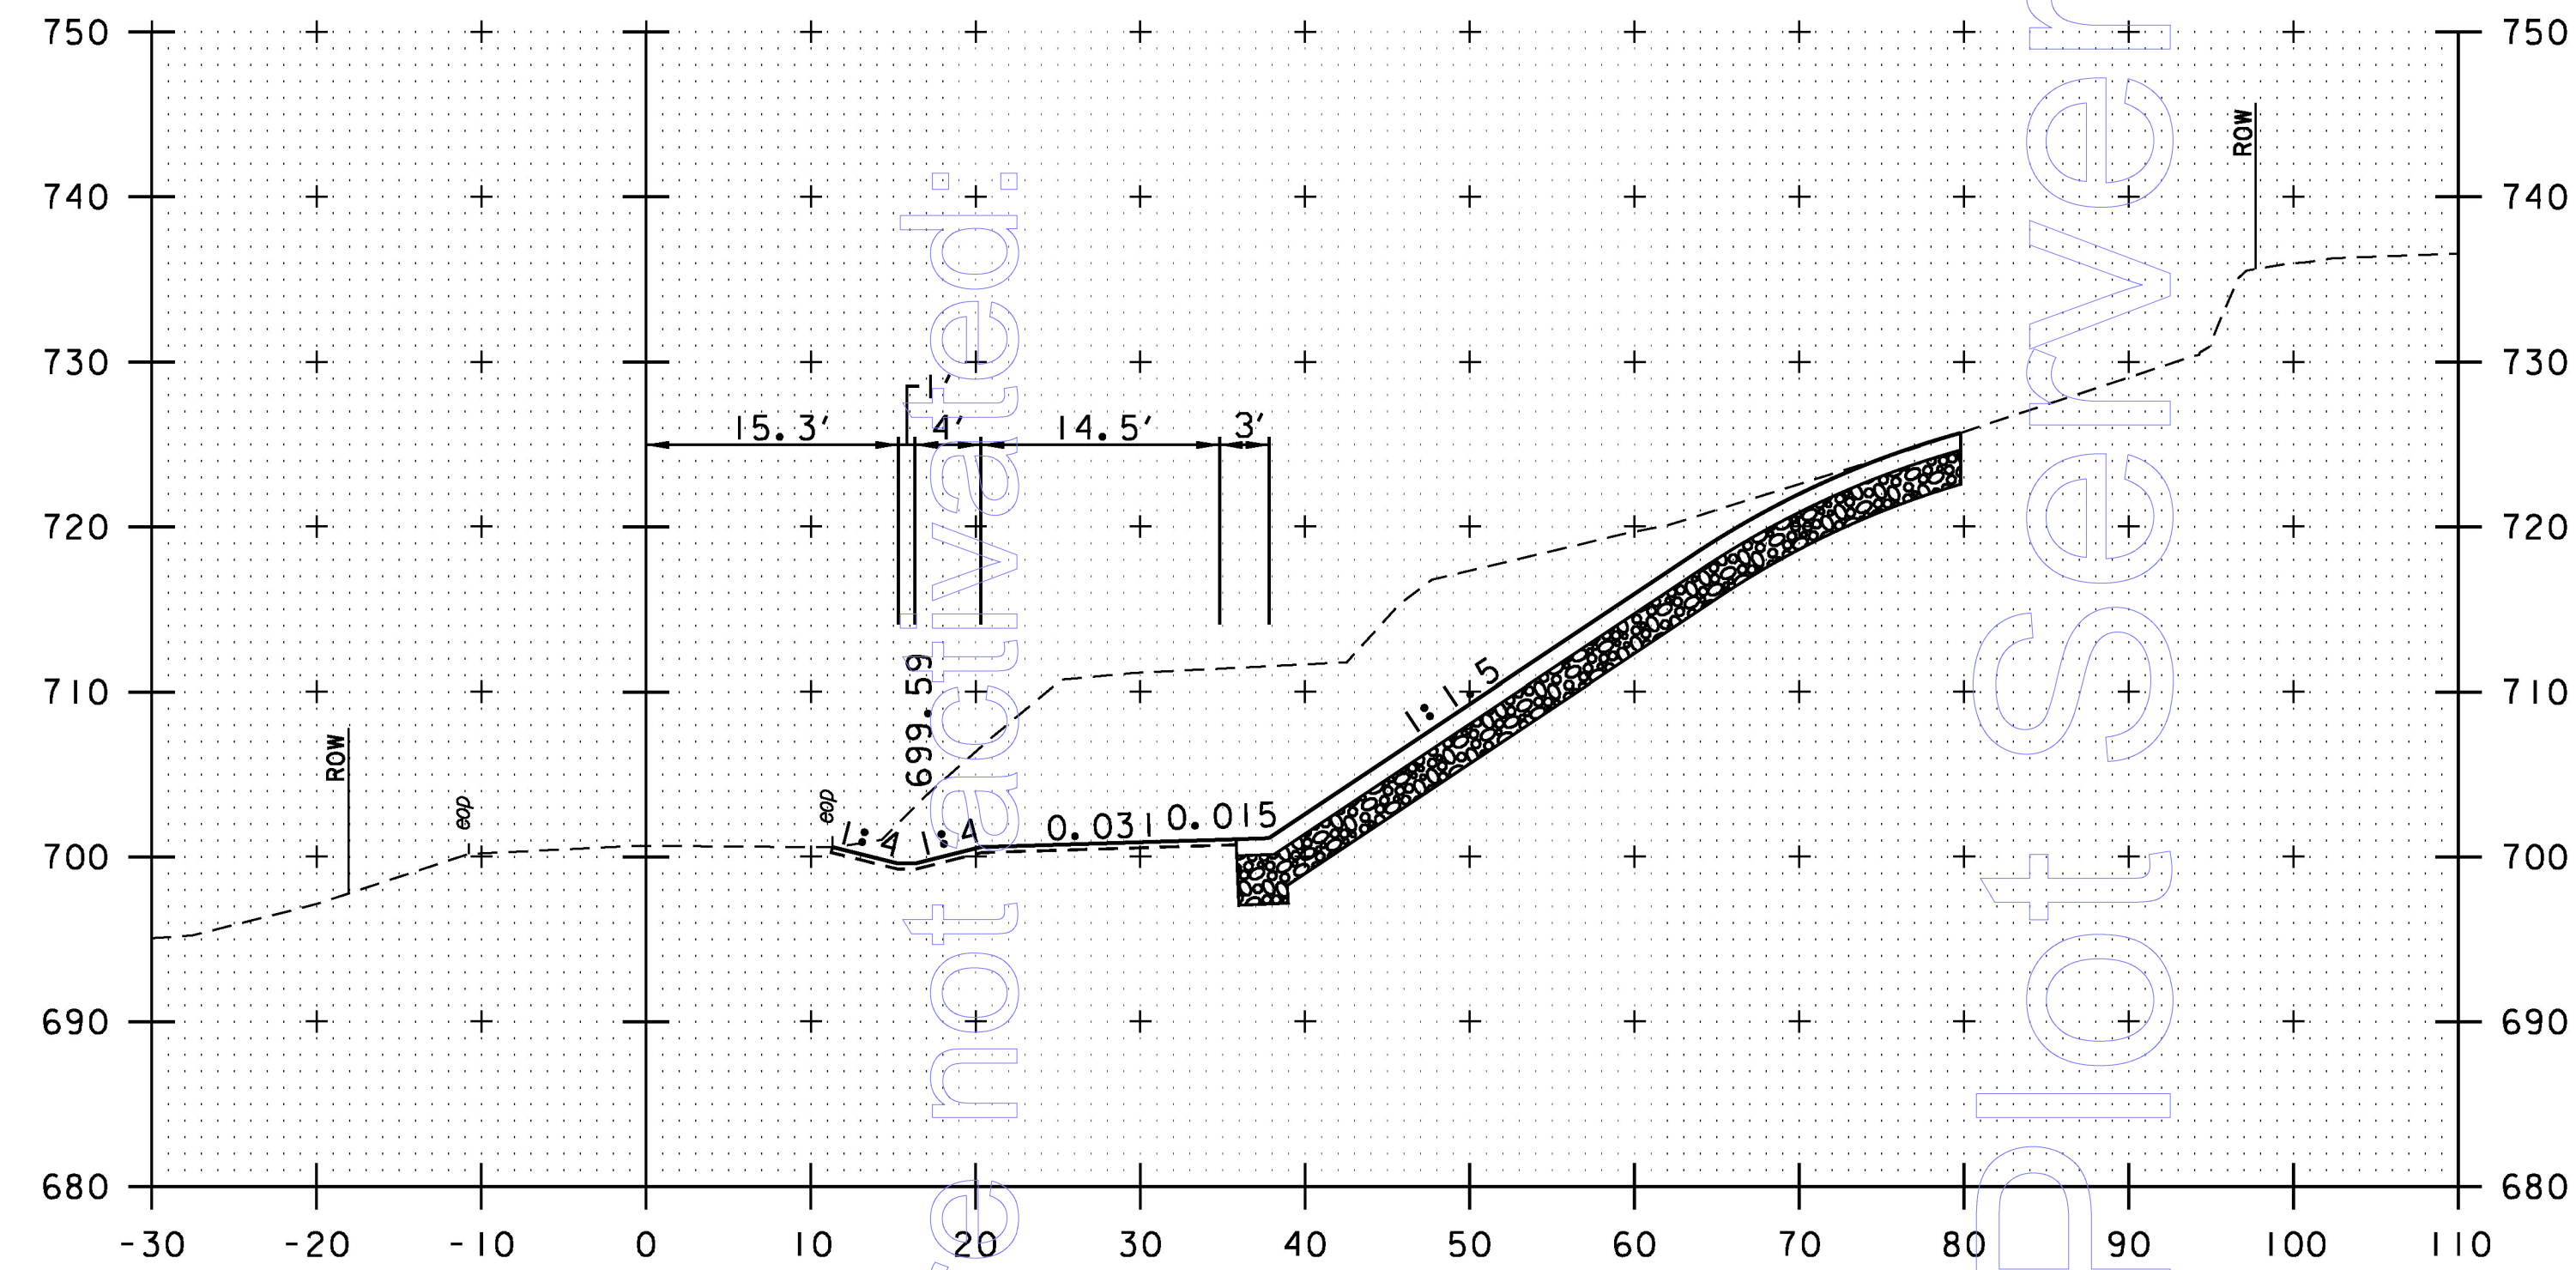 750 750
740 740
ROW
730 730
1'
15.3' 4' 14.5' 3'
720 720
710 710
699.59
1:1.5
ROW
eop eop
1:4 1:4 0.031 0.015
700 700
690 690
680 680
-30 -20 -10 0 10 20 30 40 50 60 70 80 90 100 110
e not activated:
Plot Server